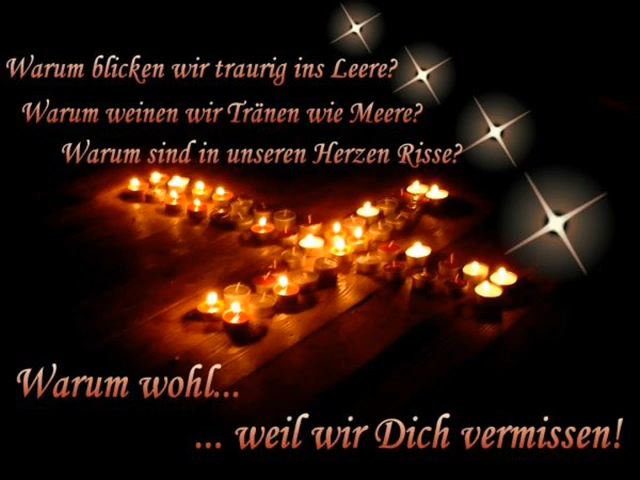 Warum blicken wir traurig ins Leere?
Warum weinen wir Tränen wie Meere?
Warum sind in unseren Herzen Risse?
Warum wohl...
... weil wir Dich vermissen!